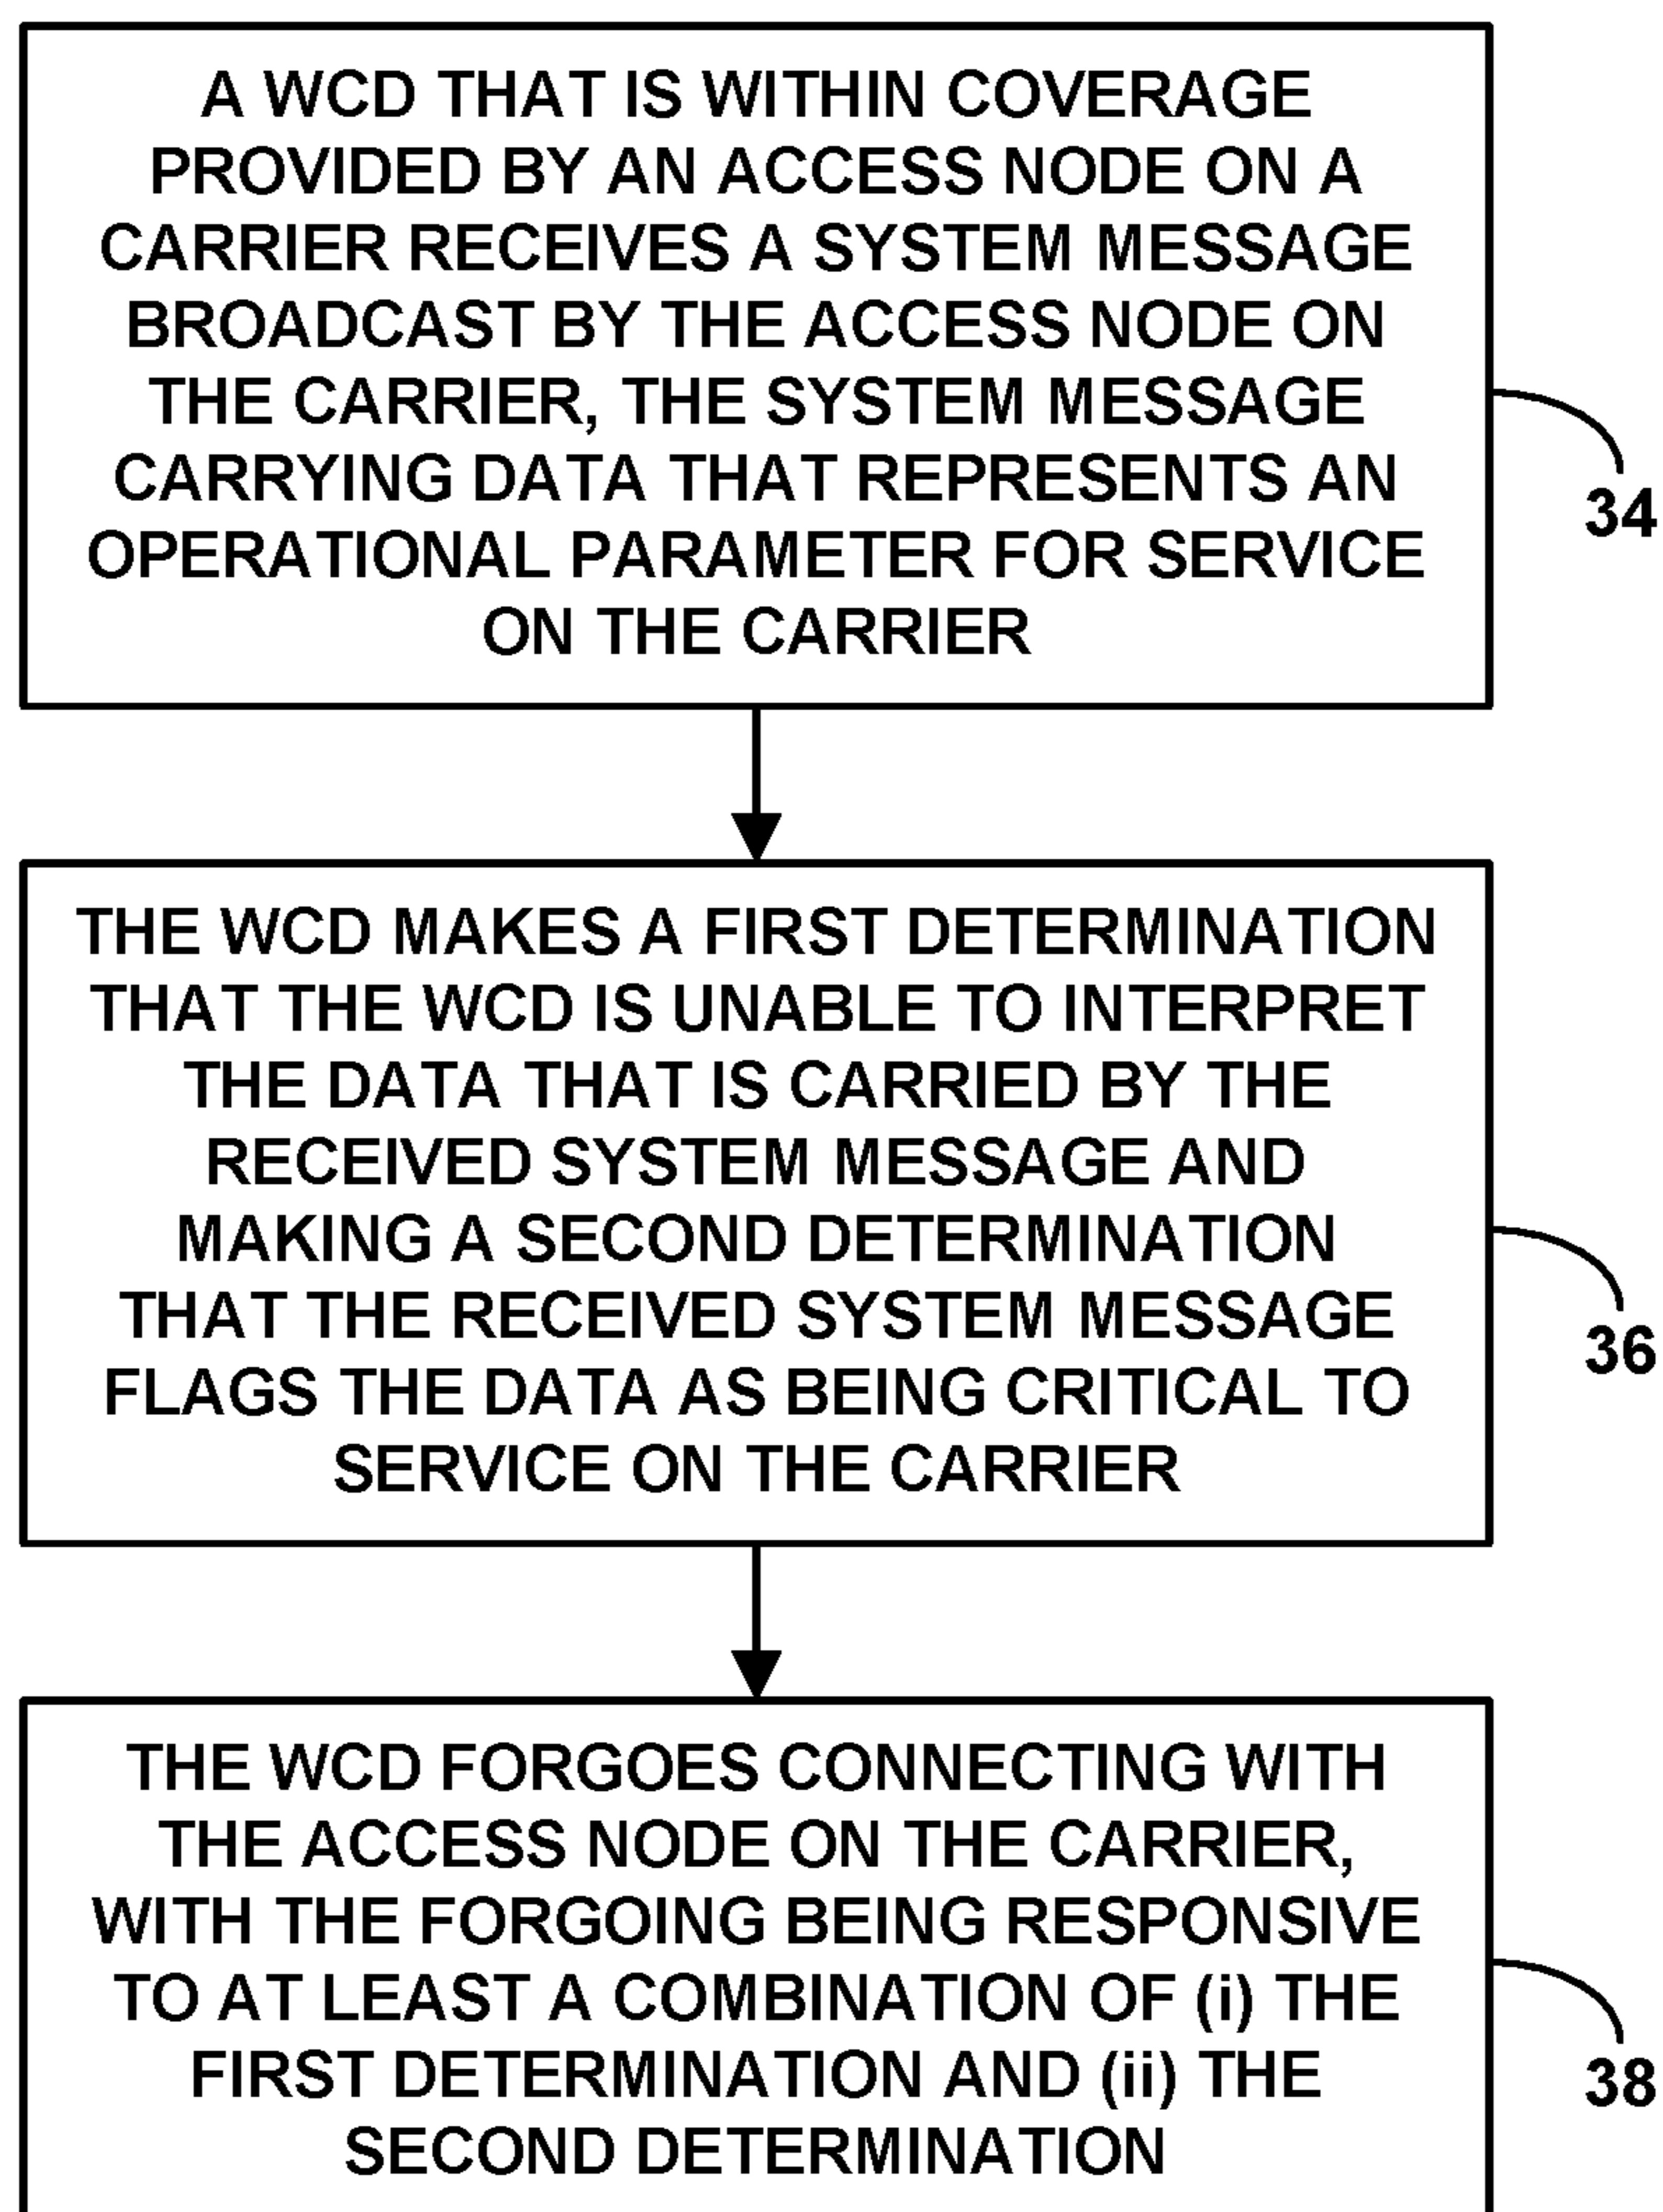 A WCD THAT IS WITHIN COVERAGE
PROVIDED BY AN ACCESS NODE ON A
CARRIER RECEIVES A SYSTEM MESSAGE
BROADCAST BY THE ACCESS NODE ON
THE CARRIER, THE SYSTEM MESSAGE
CARRYING DATA THAT REPRESENTS AN
OPERATIONAL PARAMETER FOR SERVICE
ON THE CARRIER
34
THE WCD MAKES A FIRST DETERMINATION
THAT THE WCD IS UNABLE TO INTERPRET
THE DATA THAT IS CARRIED BY THE
RECEIVED SYSTEM MESSAGE AND
MAKING A SECOND DETERMINATION
THAT THE RECEIVED SYSTEM MESSAGE
FLAGS THE DATA AS BEING CRITICAL TO
SERVICE ON THE CARRIER
36
THE WCD FORGOES CONNECTING WITH
THE ACCESS NODE ON THE CARRIER,
WITH THE FORGOING BEING RESPONSIVE
TO AT LEAST A COMBINATION OF (i) THE
FIRST DETERMINATION AND (ii) THE
SECOND DETERMINATION
38